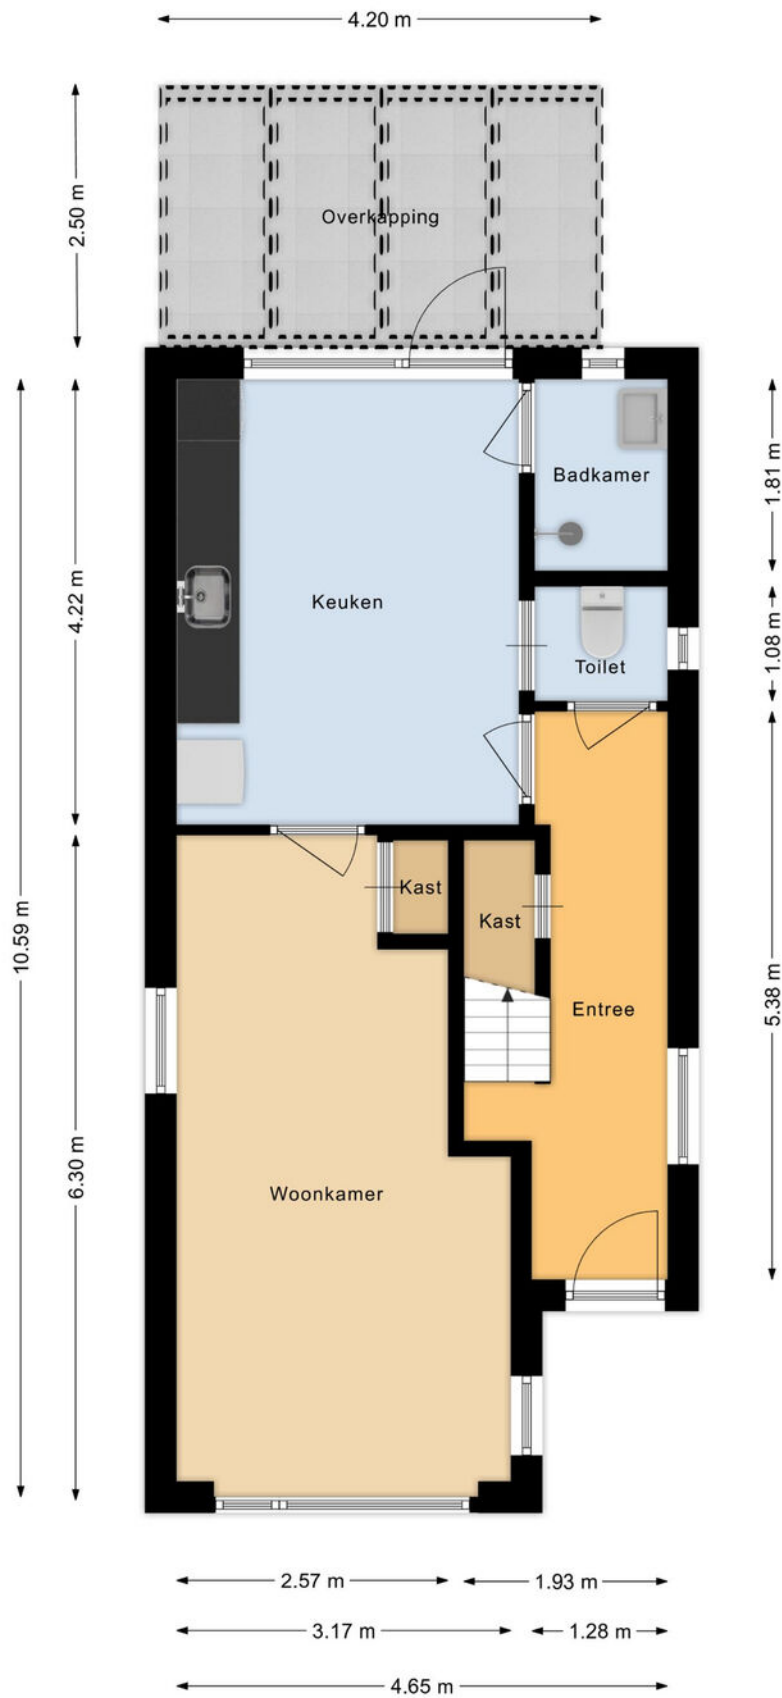 4.20 m
2.50 m
Overkapping
10.59 m
4.22 m
Keuken
Badkamer
1.81 m
Toilet
1.08 m
Kast
Kast
Entree
5.38 m
6.30 m
Woonkamer
2.57 m
1.93 m
3.17 m
1.28 m
4.65 m